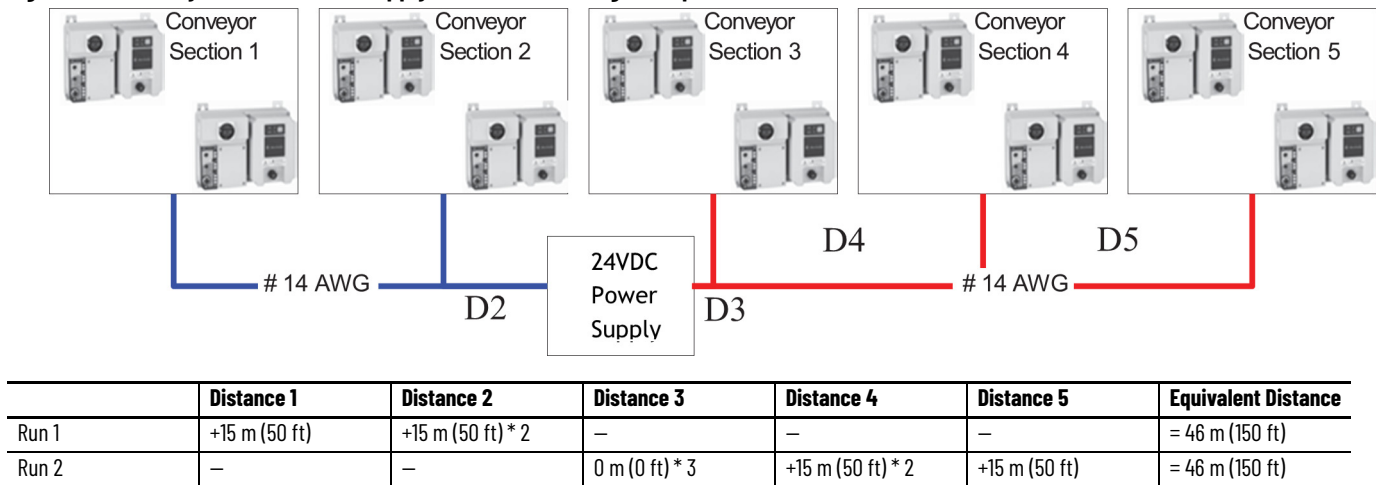 Conveyor
Section 1
Conveyor
Section 2
Conveyor
Section 3
Conveyor
Section 4
Conveyor
Section 5
# 14 AWG
D2
24VDC
Power
Supply
D3
D4
# 14 AWG
D5
Distance 1 Distance 2 Distance 3 Distance 4 Distance 5 Equivalent Distance
Run 1 +15 m (50 ft) +15 m (50 ft) * 2 — — — = 46 m (150 ft)
Run 2 — — 0 m (0 ft) * 3 +15 m (50 ft) * 2 +15 m (50 ft) = 46 m (150 ft)